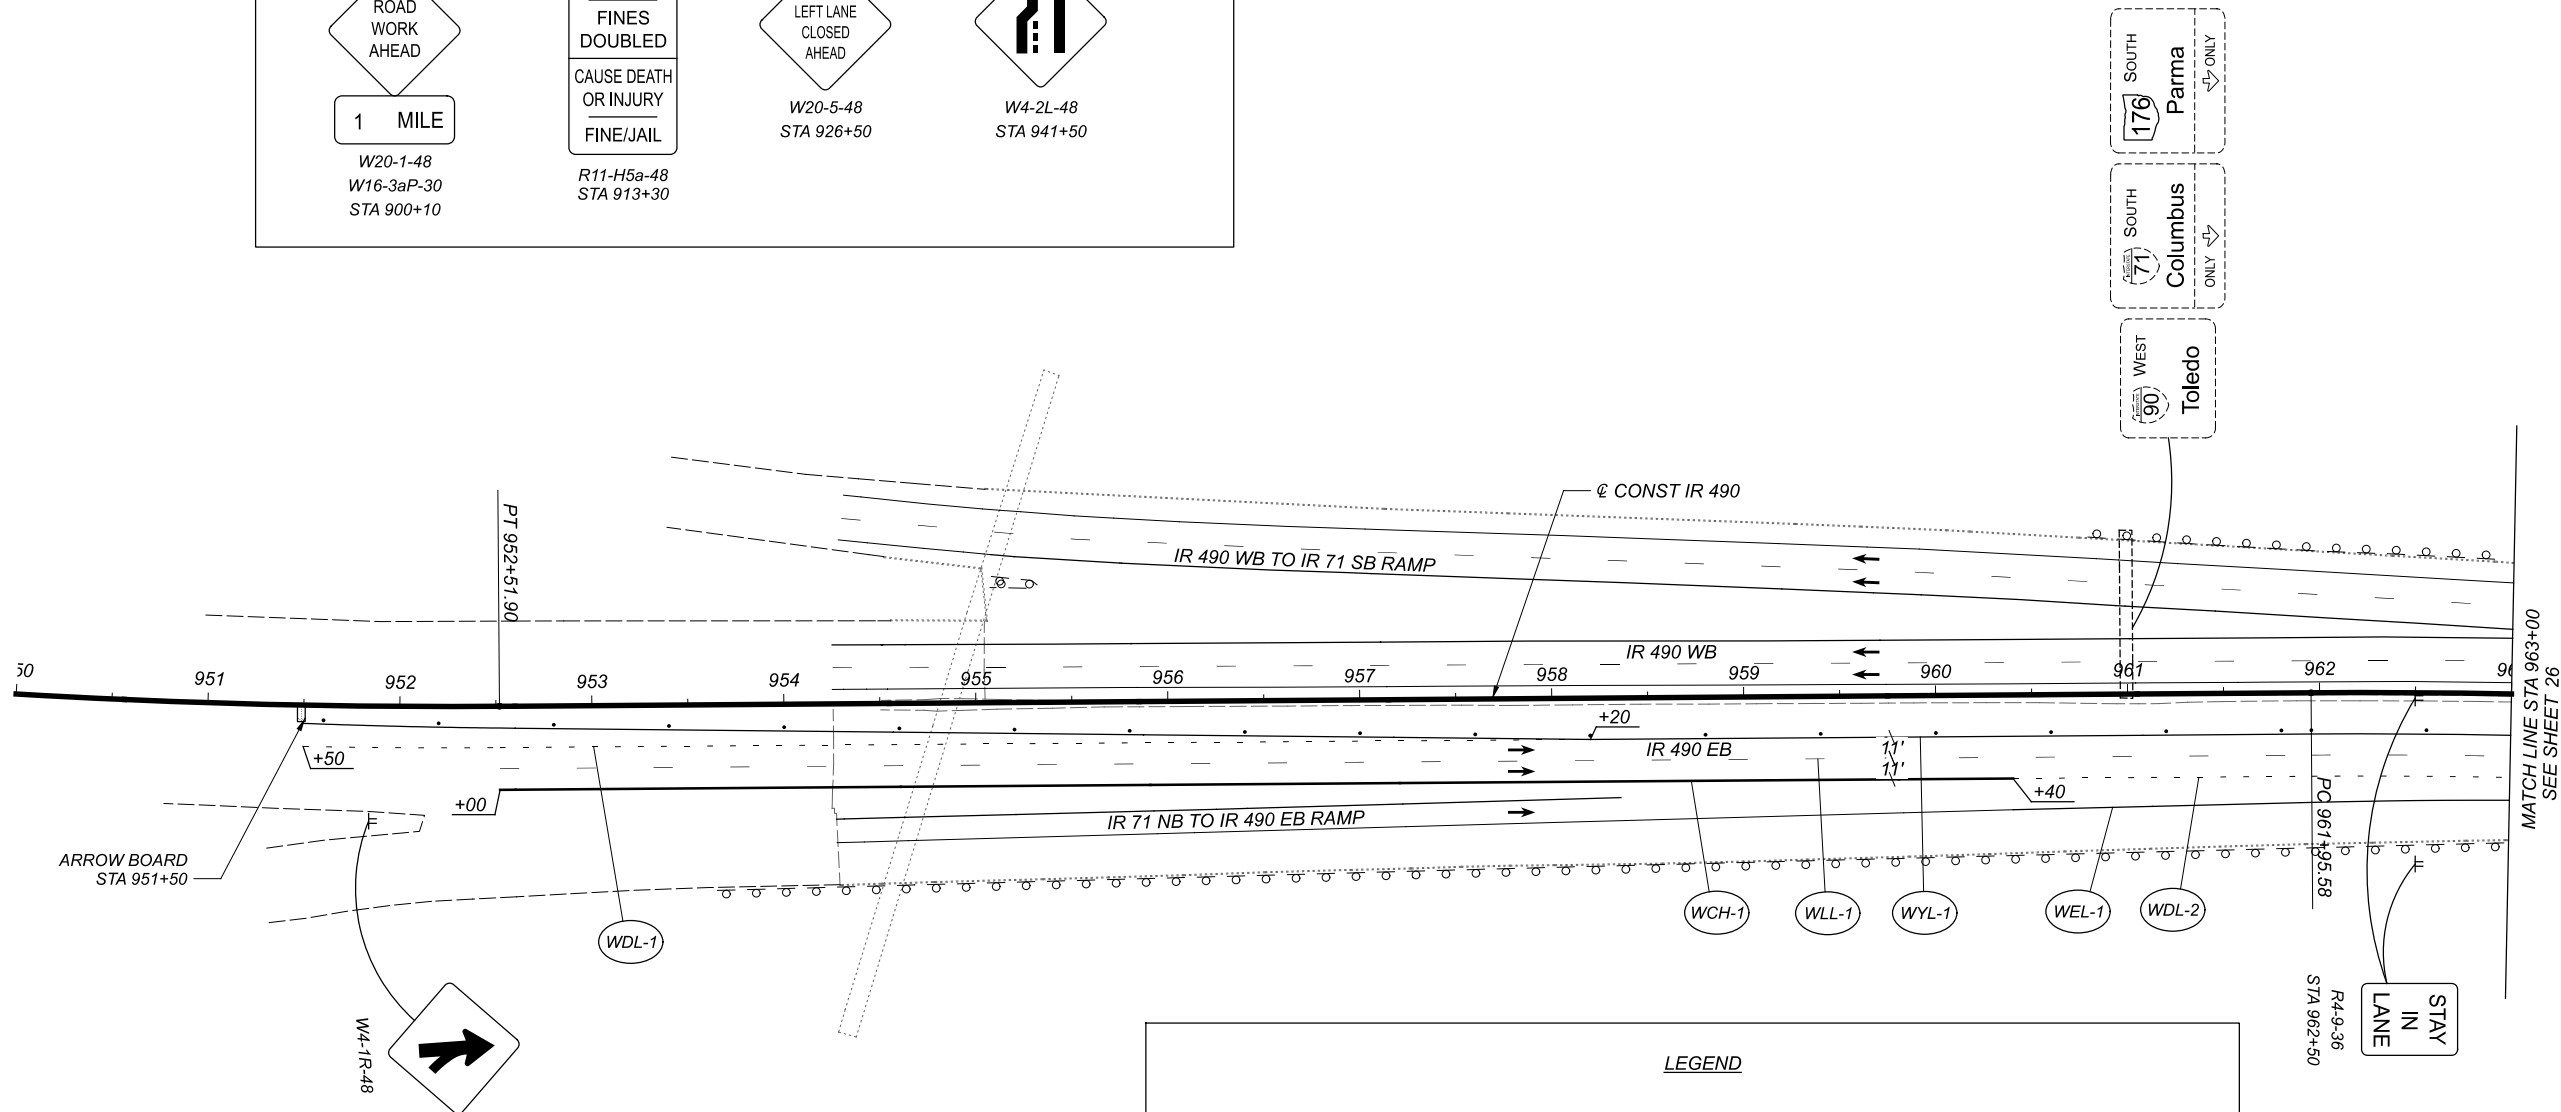 ROAD
WORK
AHEAD
1 MILE
W20-1-48
W16-3aP-30
STA 900+10
FINES
DOUBLED
CAUSE DEATH
OR INJURY
FINE/JAIL
R11-H5a-48
STA 913+30
LEFT LANE
CLOSED
AHEAD
W20-5-48
STA 926+50
W4-2L-48
STA 941+50
176 SOUTH
Parma
ONLY
71 SOUTH
Columbus
ONLY
90 WEST
Toledo
℄ CONST IR 490
PT 952+51.90
IR 490 WB TO IR 71 SB RAMP
IR 490 WB
951 952 953 954 955 956 957 958 959 960 961 962
+20
IR 490 EB
11'
11'
+50
+00
+40
IR 71 NB TO IR 490 EB RAMP
ARROW BOARD
STA 951+50
PC 961+95.58
MATCH LINE STA 963+00
SEE SHEET 26
WDL-1
WCH-1
WLL-1
WYL-1
WEL-1
WDL-2
W4-1R-48
STAY
IN
LANE
R4-9-36
STA 962+50
LEGEND